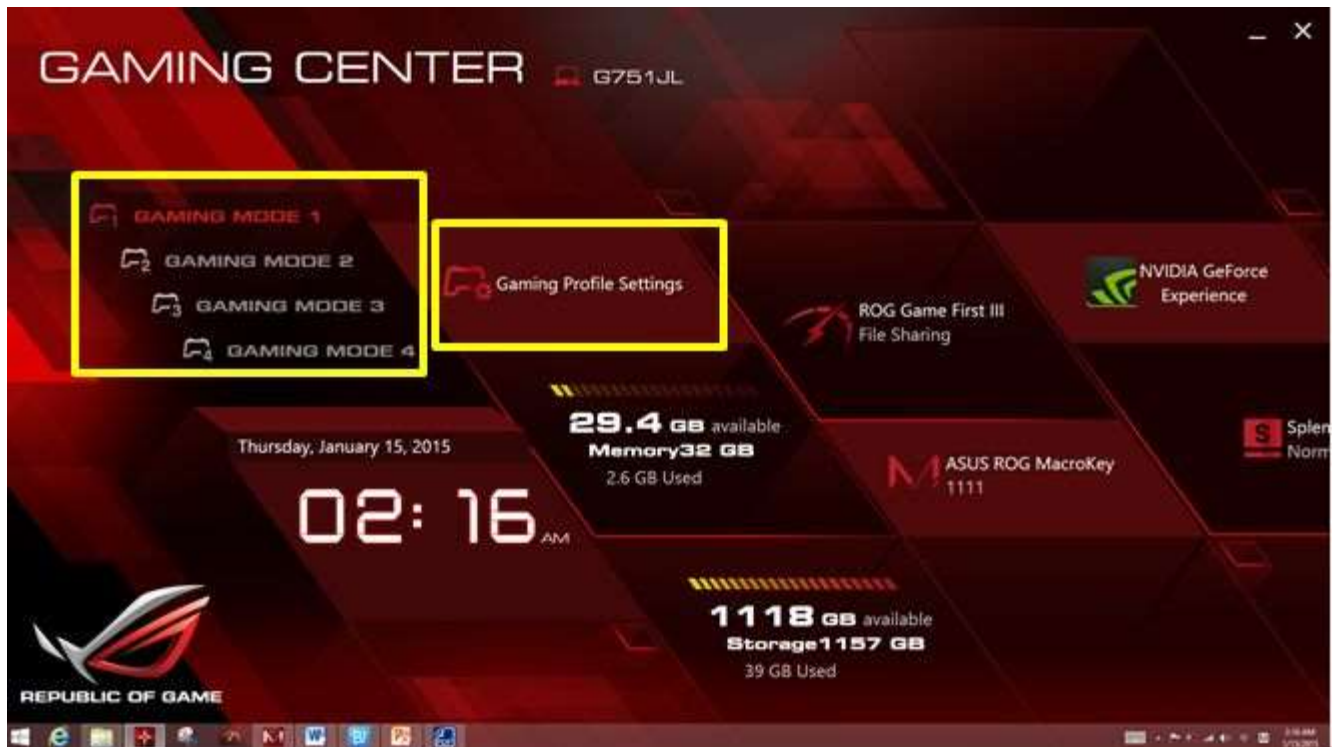 GAMING CENTER G751JL
GAMING MODE 1
GAMING MODE 2
GAMING MODE 3
GAMING MODE 4
Gaming Profile Settings
ROG Game First III
File Sharing
NVIDIA GeForce
Experience
29.4 GB available
Memory32 GB
2.6 GB Used
Thursday, January 15, 2015
02:16 AM
ASUS ROG MacroKey
1111
S
Splen
Norm
1118 GB available
Storage1157 GB
39 GB Used
REPUBLIC OF GAME